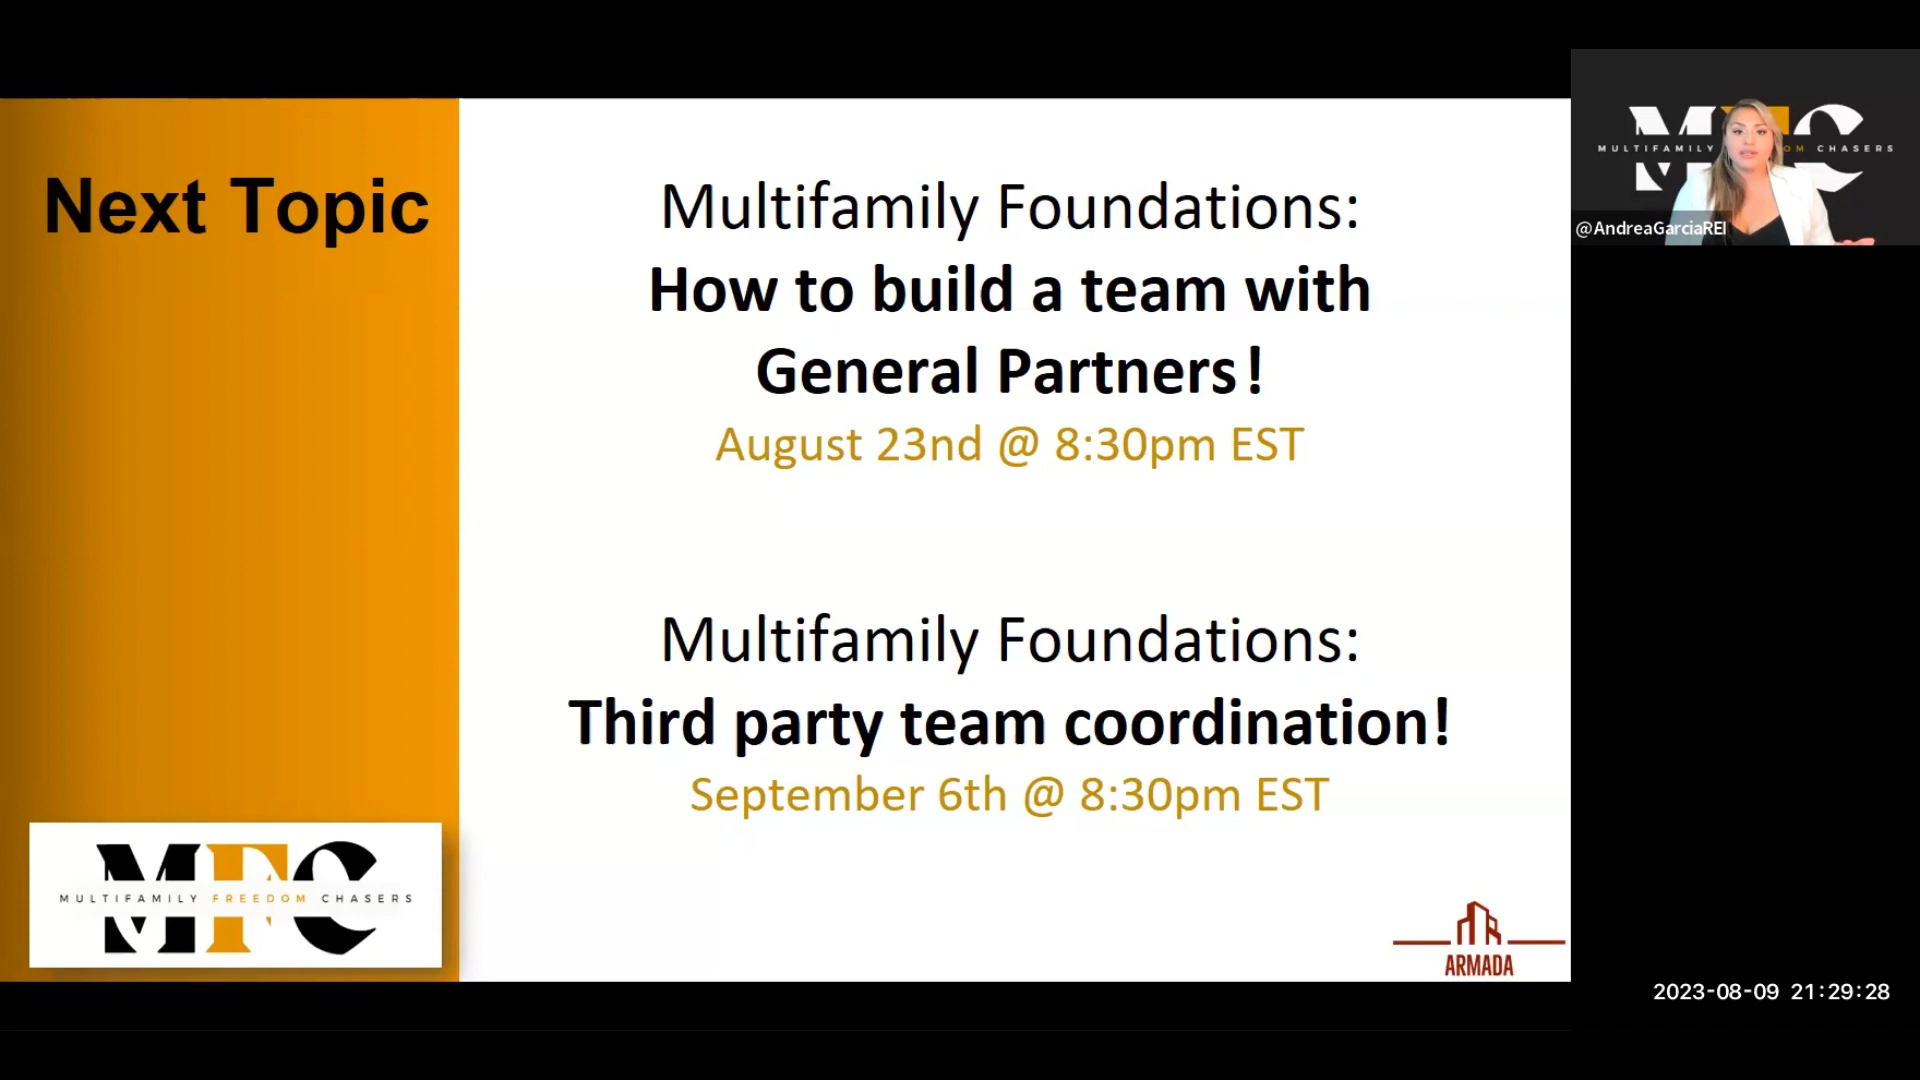 Next Topic
Multifamily Foundations:
How to build a team with
General Partners!
August 23nd @ 8:30pm EST
Multifamily Foundations:
Third party team coordination!
September 6th @ 8:30pm EST
MFC
MULTIFAMILY FREEDOM CHASERS
ARMADA
MFC
MULTIFAMILY OM CHASERS
@AndreaGarciaREI
2023-08-09 21:29:28